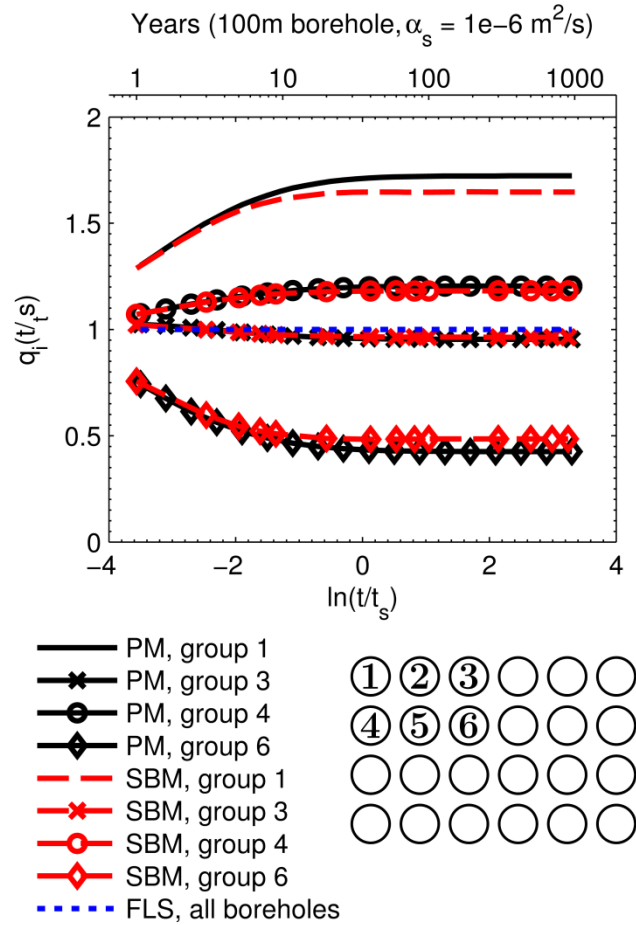 Years (100m borehole, α_s = 1e-6 m²/s)
1 10 100 1000
2
1.5
1
0.5
0
q_i(t/t_s)
−4 −2 0 2 4
ln(t/t_s)
PM, group 1
PM, group 3
PM, group 4
PM, group 6
SBM, group 1
SBM, group 3
SBM, group 4
SBM, group 6
FLS, all boreholes
1 2 3
4 5 6